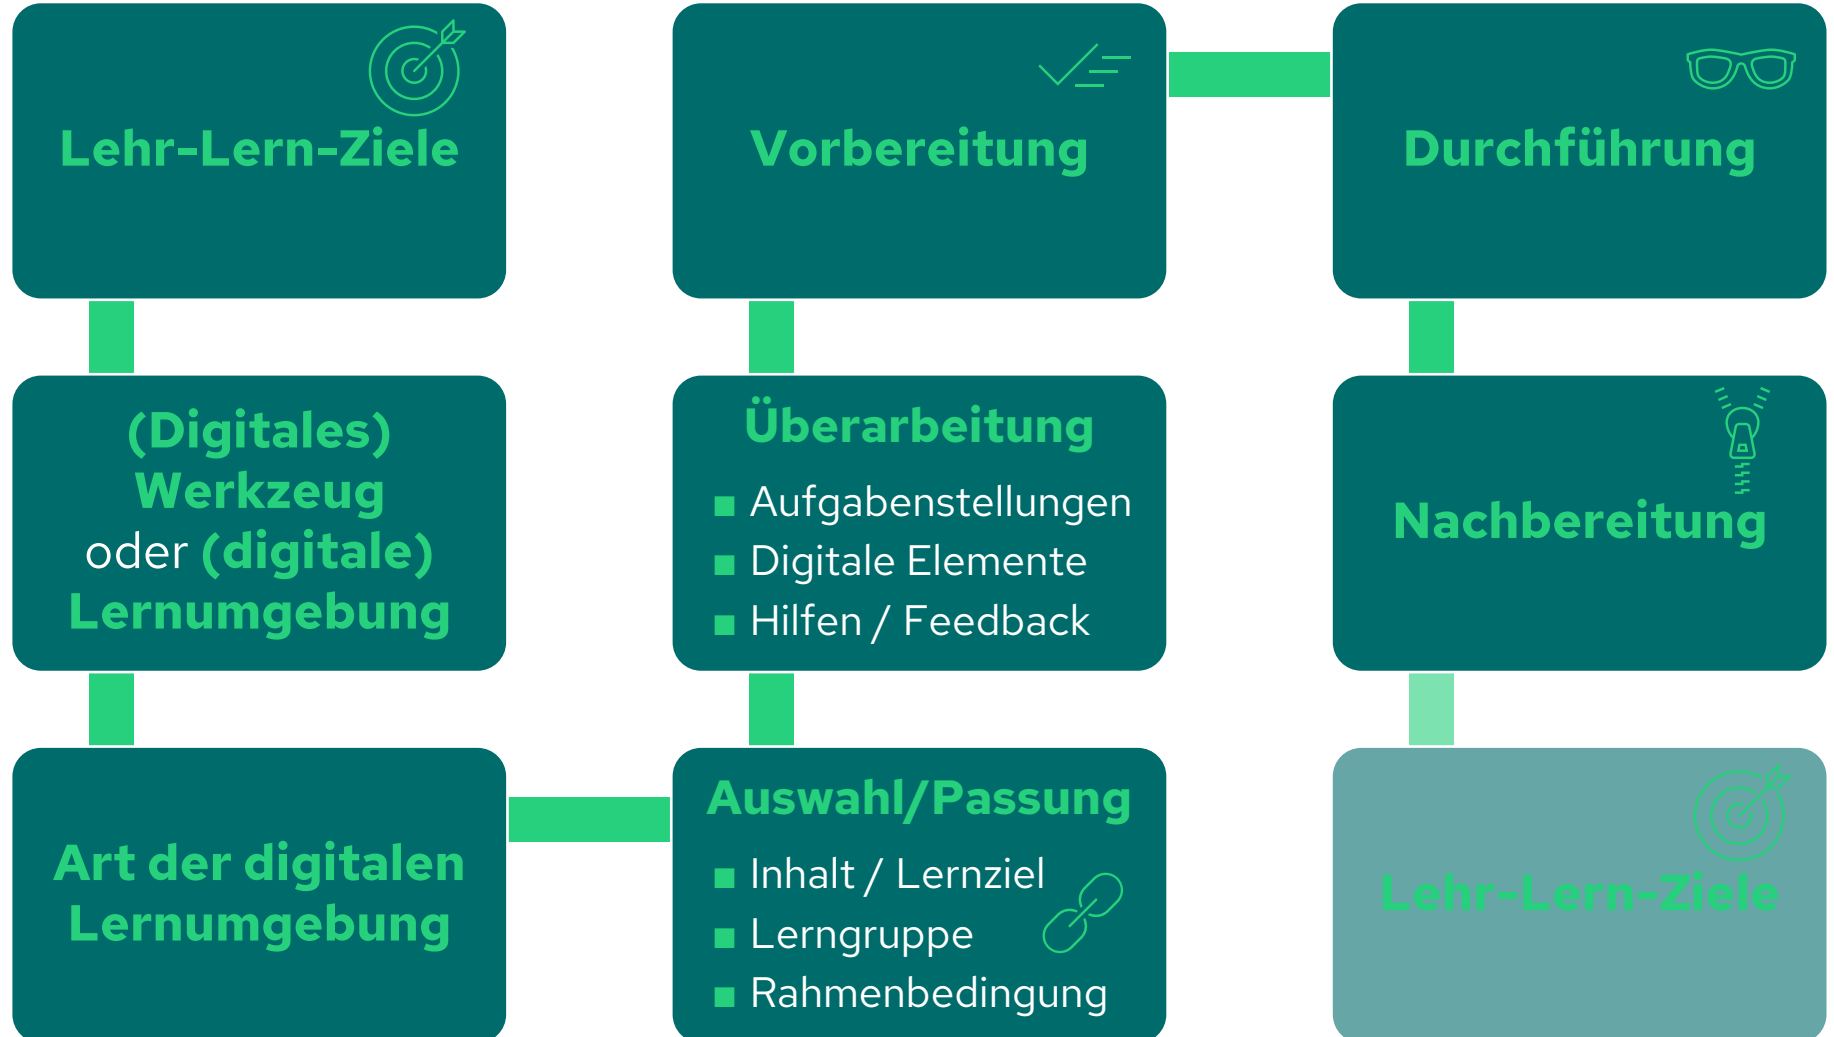 Lehr-Lern-Ziele
(Digitales)
Werkzeug
oder (digitale)
Lernumgebung
Art der digitalen
Lernumgebung
Auswahl/Passung
Inhalt / Lernziel
Lerngruppe
Rahmenbedingung
Überarbeitung
Aufgabenstellungen
Digitale Elemente
Hilfen / Feedback
Vorbereitung
Durchführung
Nachbereitung
Lehr-Lern-Ziele